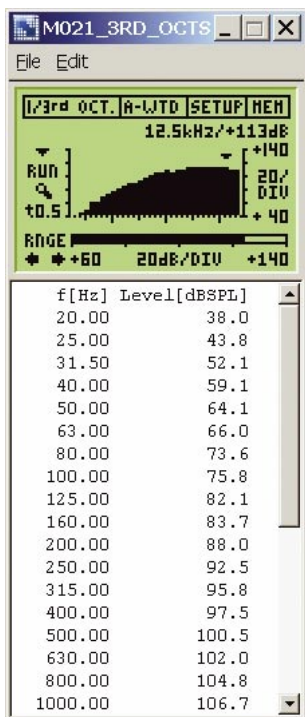 M021_3RD_OCTS
File Edit
1/3rd OCT. A-WTD SETUP MEM
12.5kHz/+113dB
+140
RUN
20/
DIV
t0.5
+ 40
RNGE
+60 20dB/DIV +140
f[Hz] Level[dBSPL]
20.00 38.0
25.00 43.8
31.50 52.1
40.00 59.1
50.00 64.1
63.00 66.0
80.00 73.6
100.00 75.8
125.00 82.1
160.00 83.7
200.00 88.0
250.00 92.5
315.00 95.8
400.00 97.5
500.00 100.5
630.00 102.0
800.00 104.8
1000.00 106.7